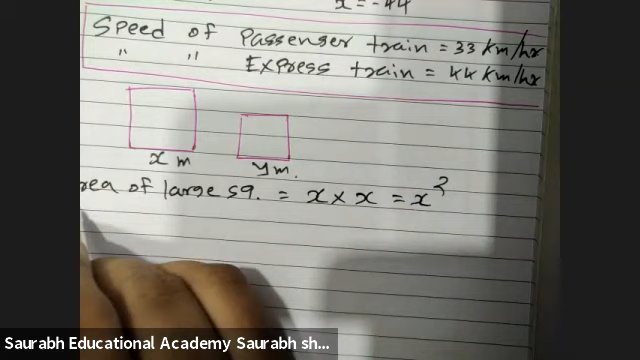 x = -44
Speed of Passenger train = 33 km/hr
" " Express train = 44 km/hr
x m
y m.
rea of large sq. = x × x = x²
Saurabh Educational Academy Saurabh sh...